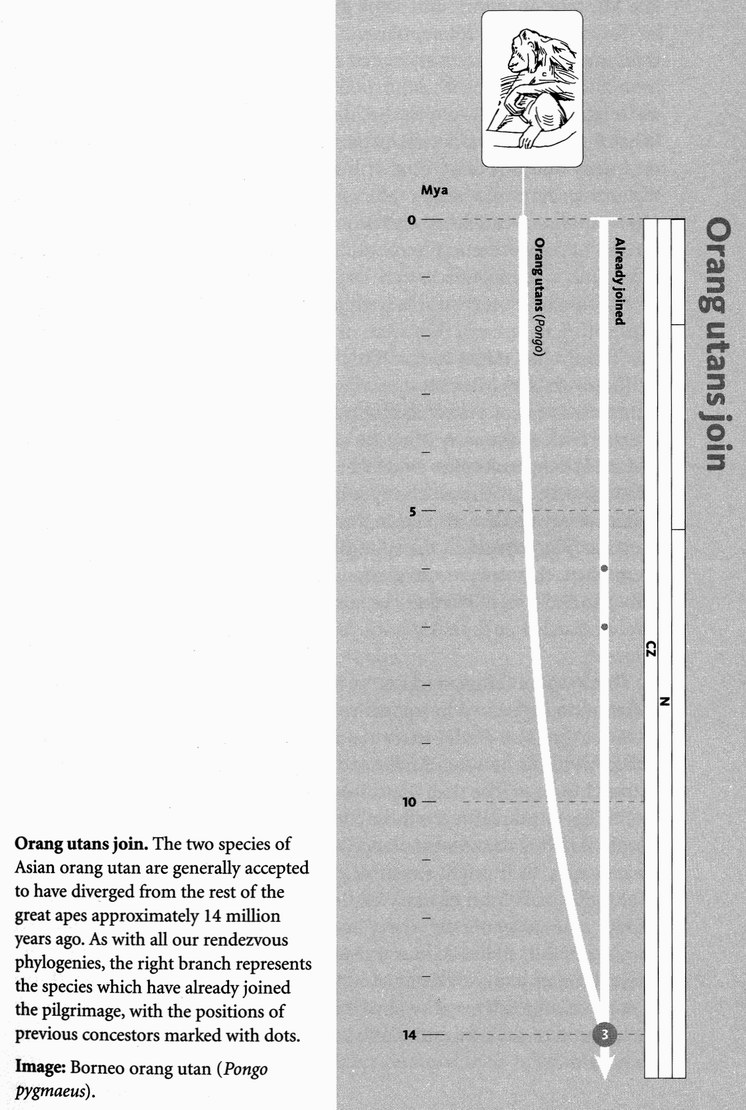 Mya
0
Orang utans (Pongo)
Already joined
Orang utans join
5
CZ
N
10
14
3
Orang utans join. The two species of
Asian orang utan are generally accepted
to have diverged from the rest of the
great apes approximately 14 million
years ago. As with all our rendezvous
phylogenies, the right branch represents
the species which have already joined
the pilgrimage, with the positions of
previous concestors marked with dots.
Image: Borneo orang utan (Pongo
pygmaeus).